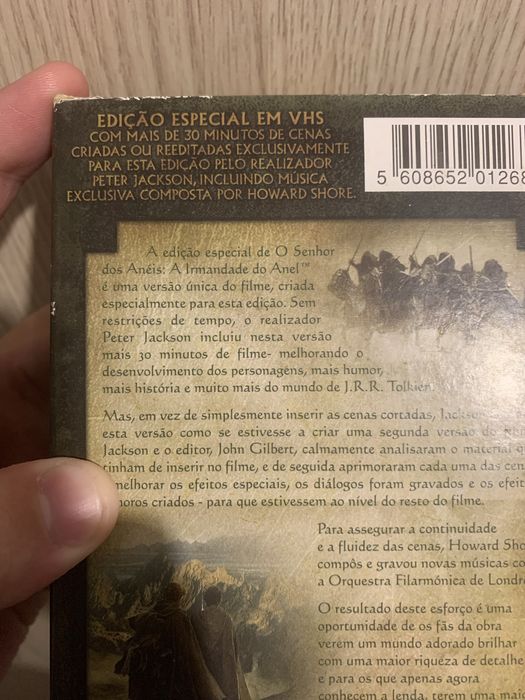 EDIÇÃO ESPECIAL EM VHS
COM MAIS DE 30 MINUTOS DE CENAS
CRIADAS OU REEDITADAS EXCLUSIVAMENTE
PARA ESTA EDIÇÃO PELO REALIZADOR
PETER JACKSON, INCLUINDO MÚSICA
EXCLUSIVA COMPOSTA POR HOWARD SHORE.
5 608652 01268
A edição especial de O Senhor
dos Anéis: A Irmandade do Anel™
é uma versão única do filme, criada
especialmente para esta edição. Sem
restrições de tempo, o realizador
Peter Jackson incluiu nesta versão
mais 30 minutos de filme- melhorando o
desenvolvimento dos personagens, mais humor,
mais história e muito mais do mundo de J.R.R. Tolkien.
Mas, em vez de simplesmente inserir as cenas cortadas, Jackson
esta versão como se estivesse a criar uma segunda versão do
Jackson e o editor, John Gilbert, calmamente analisaram o material
tinham de inserir no filme, e de seguida aprimoraram cada uma das
melhorar os efeitos especiais, os diálogos foram gravados e os
criados - para que estivessem ao nível do resto do filme.
Para assegurar a continuidade
e a fluidez das cenas, Howard
compôs e gravou novas músicas
a Orquestra Filarmónica de
O resultado deste esforço é uma
oportunidade de os fãs da obra
verem um mundo adorado brilhar
com uma maior riqueza de
e para os que apenas agora
conhecem a lenda, terem uma